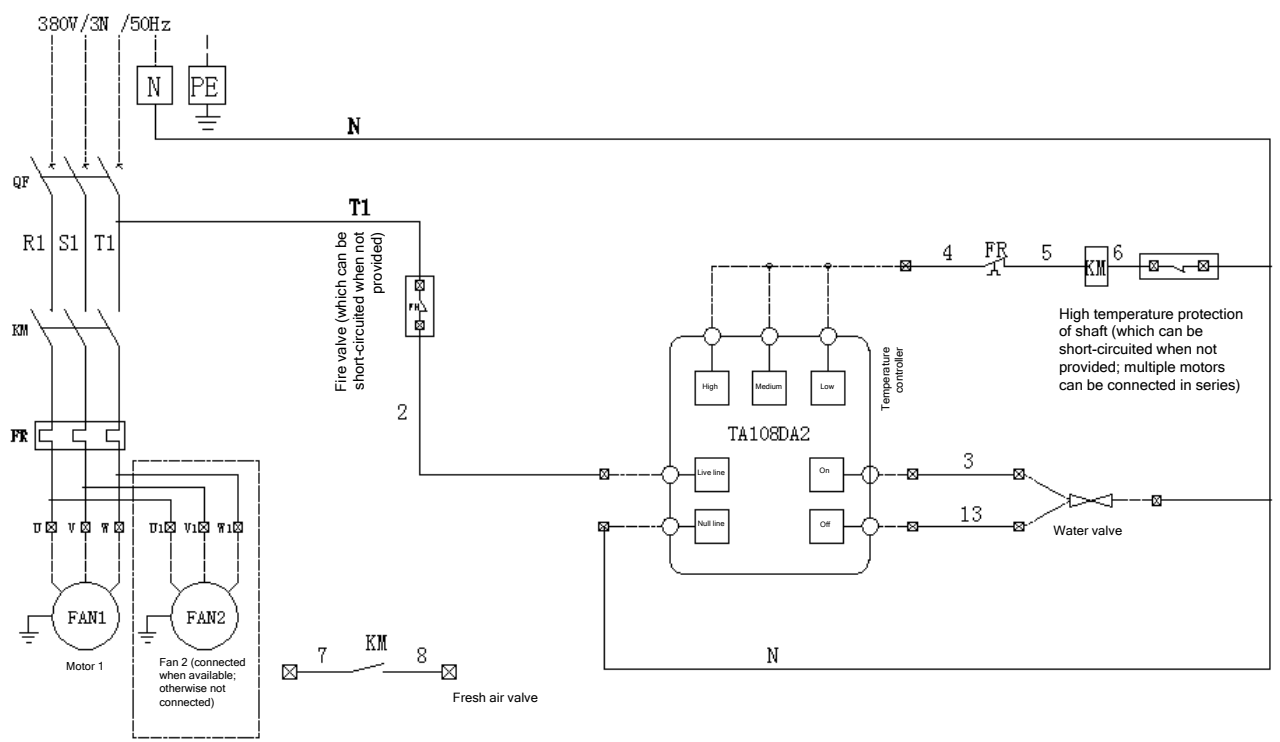 380V/3N /50Hz
N
PE
N
QF
T1
R1
S1
T1
Fire valve (which can be
short-circuited when not
provided)
FH
2
4
FR
5
KM
6
High temperature protection
of shaft (which can be
short-circuited when not
provided; multiple motors
can be connected in series)
KM
High
Medium
Low
Temperature
controller
TA108DA2
FR
Live line
On
3
Null line
Off
13
Water valve
U
V
W
U1
V1
W1
FAN1
FAN2
Motor 1
Fan 2 (connected
when available;
otherwise not
connected)
7
KM
8
Fresh air valve
N